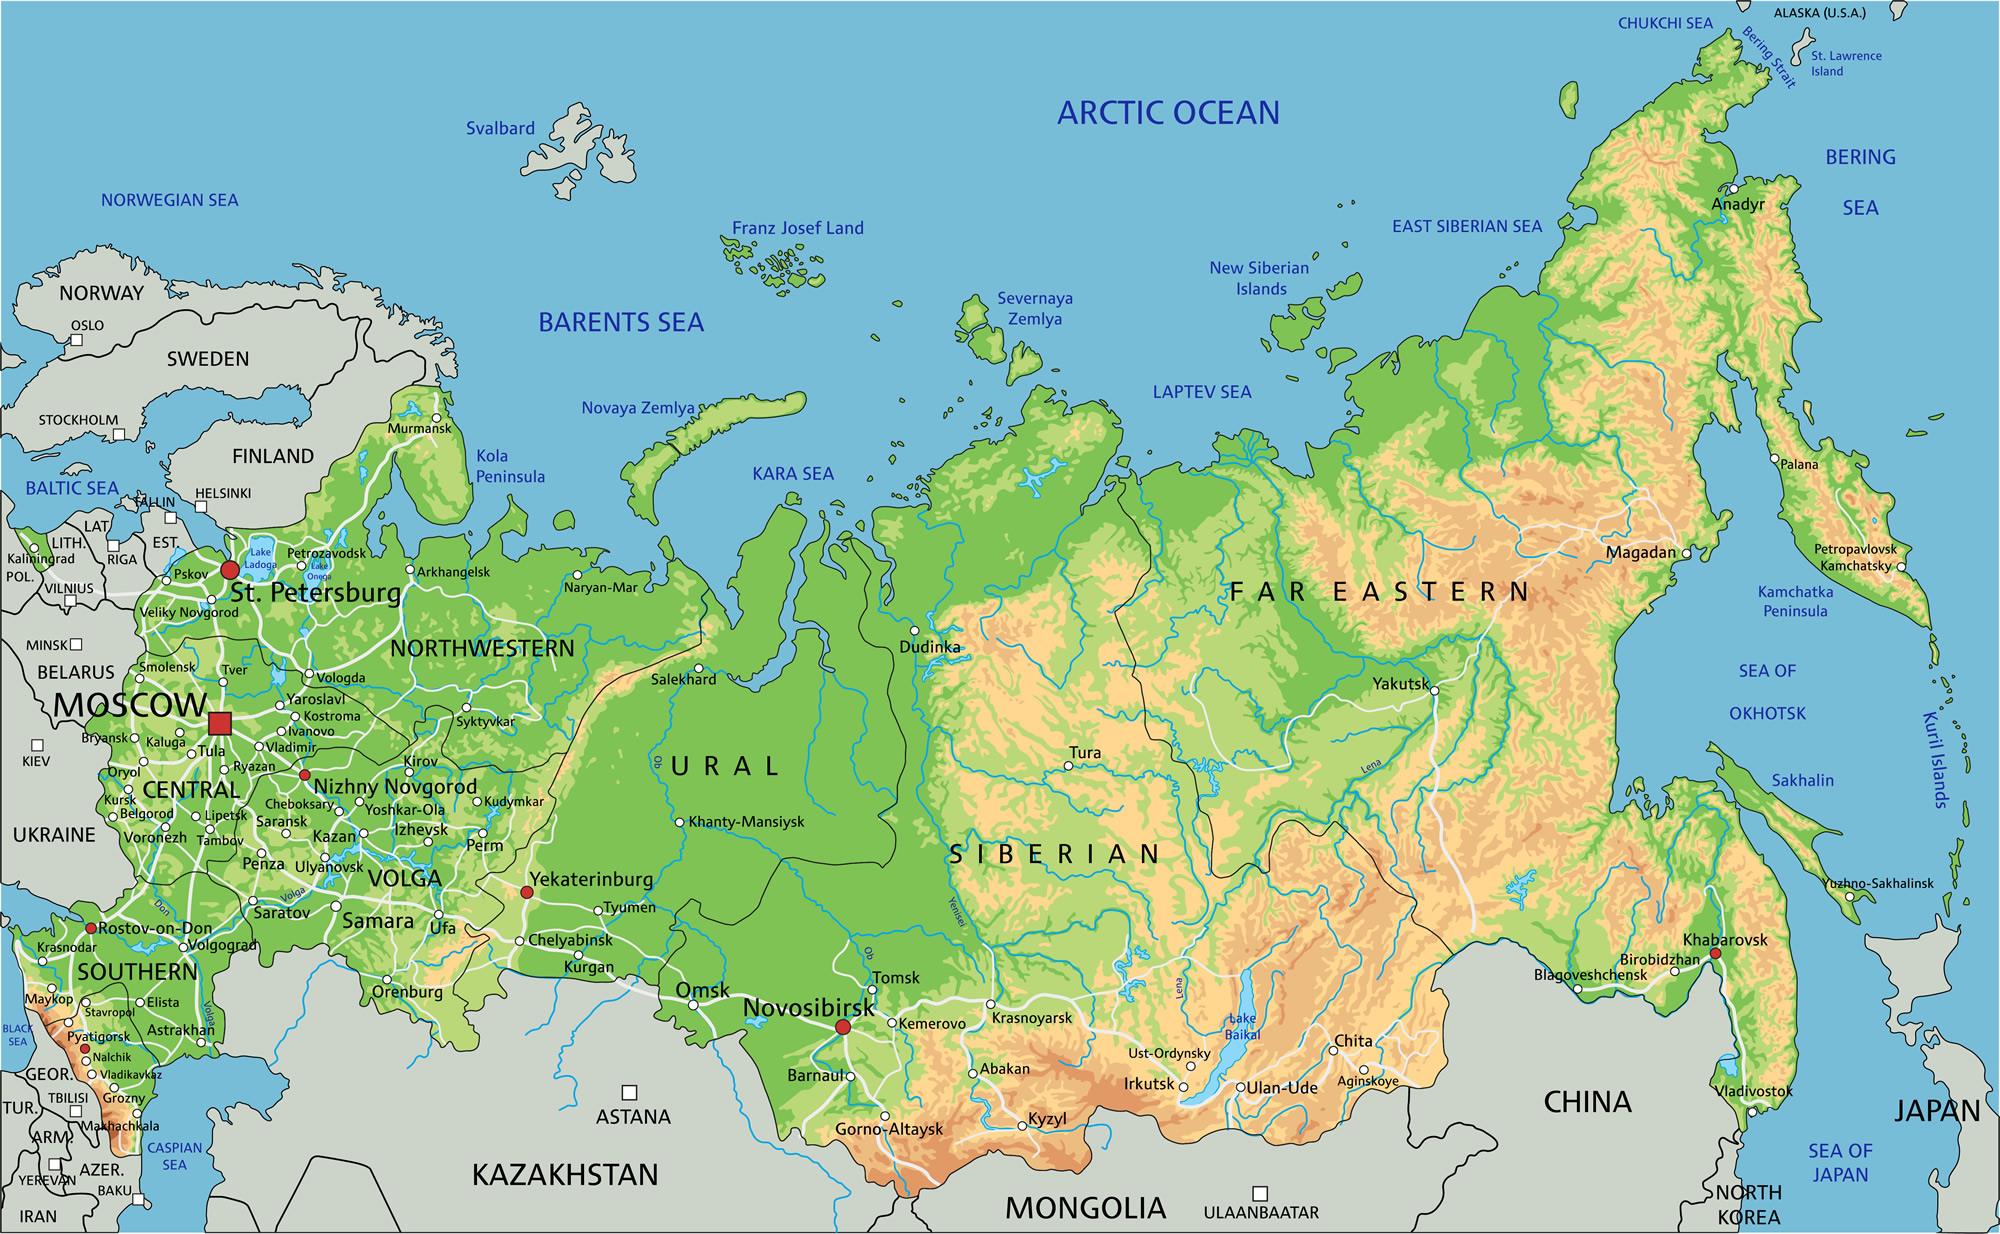 CHUKCHI SEA
ALASKA (U.S.A.)
Bering Strait
St. Lawrence
Island
ARCTIC OCEAN
Svalbard
BERING
SEA
NORWEGIAN SEA
Anadyr
Franz Josef Land
EAST SIBERIAN SEA
New Siberian
Islands
NORWAY
OSLO
Severnaya
Zemlya
BARENTS SEA
SWEDEN
LAPTEV SEA
Novaya Zemlya
STOCKHOLM
Murmansk
FINLAND
Kola
Peninsula
KARA SEA
Palana
BALTIC SEA
HELSINKI
TALLIN
LAT.
LITH.
EST.
RIGA
Kaliningrad
POL.
VILNIUS
Lake
Ladoga
Petrozavodsk
Lake
Onega
Pskov
St. Petersburg
Veliky Novgorod
Arkhangelsk
Naryan-Mar
Magadan
Petropavlovsk
Kamchatsky
Kamchatka
Peninsula
FAR EASTERN
MINSK
BELARUS
NORTHWESTERN
Dudinka
Smolensk
Tver
Vologda
Salekhard
SEA OF
OKHOTSK
Yakutsk
MOSCOW
Yaroslavl
Kostroma
Ivanovo
Syktyvkar
Bryansk
Kaluga
Tula
Vladimir
Kuril Islands
KIEV
Oryol
Ryazan
Kirov
Ob
URAL
Tura
Lena
Sakhalin
CENTRAL
Nizhny Novgorod
Kursk
Cheboksary
Yoshkar-Ola
Kudymkar
Belgorod
Lipetsk
Saransk
UKRAINE
Voronezh
Tambov
Kazan
Izhevsk
Perm
Khanty-Mansiysk
SIBERIAN
Penza
Ulyanovsk
VOLGA
Yekaterinburg
Yuzhno-Sakhalinsk
Don
Volga
Saratov
Samara
Ufa
Tyumen
Yenisei
Rostov-on-Don
Krasnodar
Volgograd
Chelyabinsk
Kurgan
Ob
Khabarovsk
Birobidzhan
Blagoveshchensk
SOUTHERN
Orenburg
Omsk
Tomsk
Lena
Maykop
Elista
Stavropol
Volga
Novosibirsk
Kemerovo
Krasnoyarsk
Lake
Baikal
BLACK
SEA
Pyatigorsk
Astrakhan
Nalchik
Chita
Ust-Ordynsky
GEOR.
Vladikavkaz
Barnaul
Abakan
Irkutsk
Ulan-Ude
Aginskoye
Vladivostok
TBILISI
Grozny
TUR.
ASTANA
Kyzyl
Gorno-Altaysk
CHINA
JAPAN
Makhachkala
ARM.
CASPIAN
SEA
SEA OF
JAPAN
AZER.
YEREVAN
BAKU
KAZAKHSTAN
MONGOLIA
ULAANBAATAR
NORTH
KOREA
IRAN